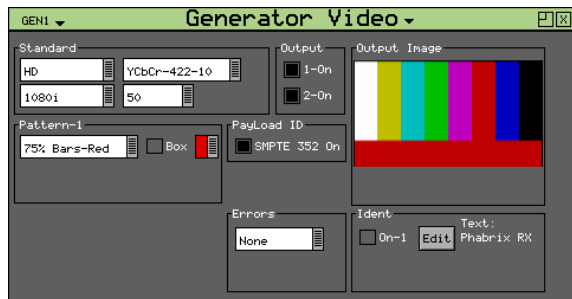 GEN1
Generator Video
Standard
HD
YCbCr-422-10
1080i
50
Output
1-On
2-On
Output Image
Pattern-1
75% Bars-Red
Box
PayLoad ID
SMPTE 352 On
Errors
None
Ident
On-1
Edit
Text:
Phabrix RX